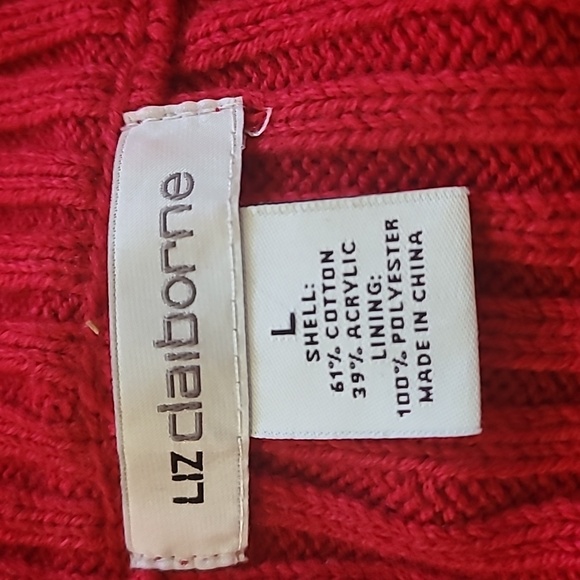 LIZ claiborne
L
SHELL:
61% COTTON
39% ACRYLIC
LINING:
100% POLYESTER
MADE IN CHINA